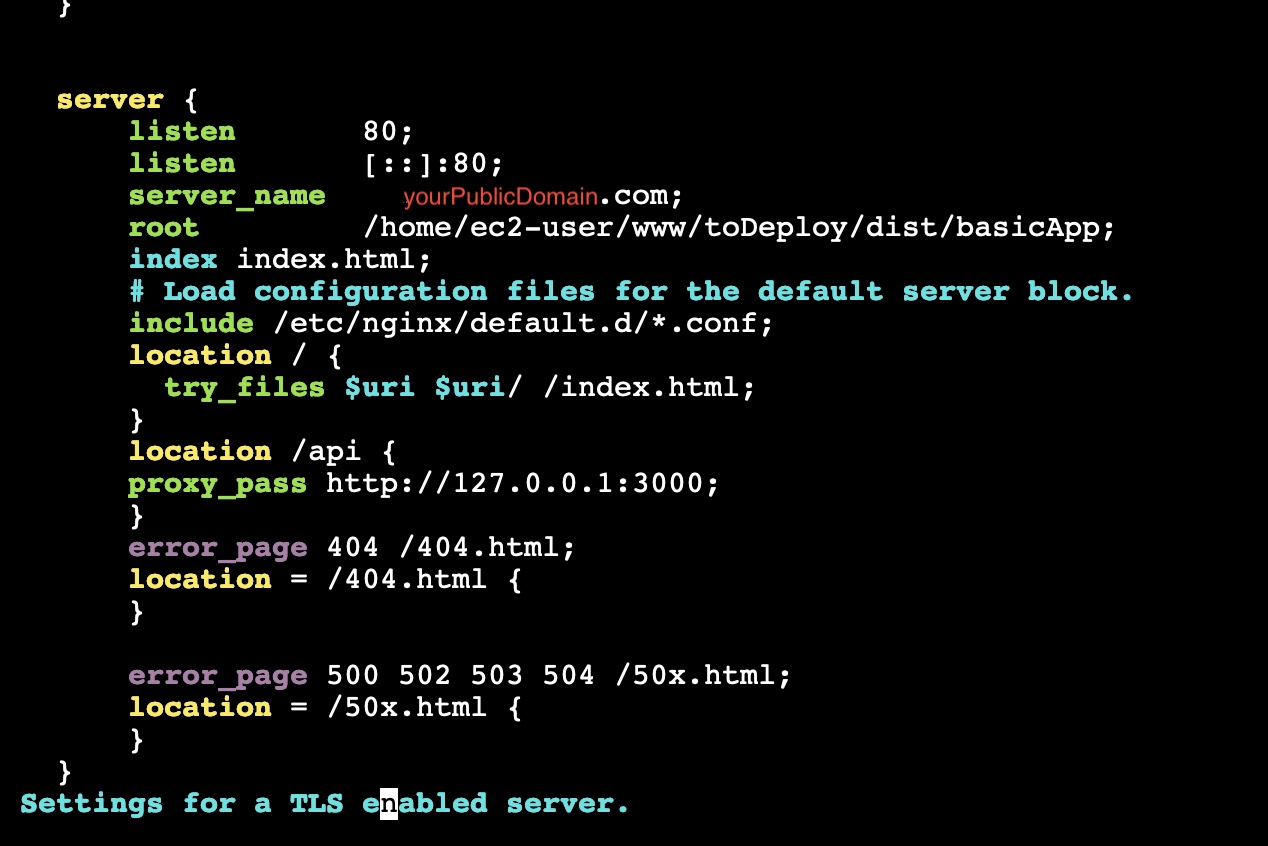 }
server {
listen 80;
listen [::]:80;
server_name yourPublicDomain.com;
root /home/ec2-user/www/toDeploy/dist/basicApp;
index index.html;
# Load configuration files for the default server block.
include /etc/nginx/default.d/*.conf;
location / {
try_files $uri $uri/ /index.html;
}
location /api {
proxy_pass http://127.0.0.1:3000;
}
error_page 404 /404.html;
location = /404.html {
}
error_page 500 502 503 504 /50x.html;
location = /50x.html {
}
}
Settings for a TLS enabled server.